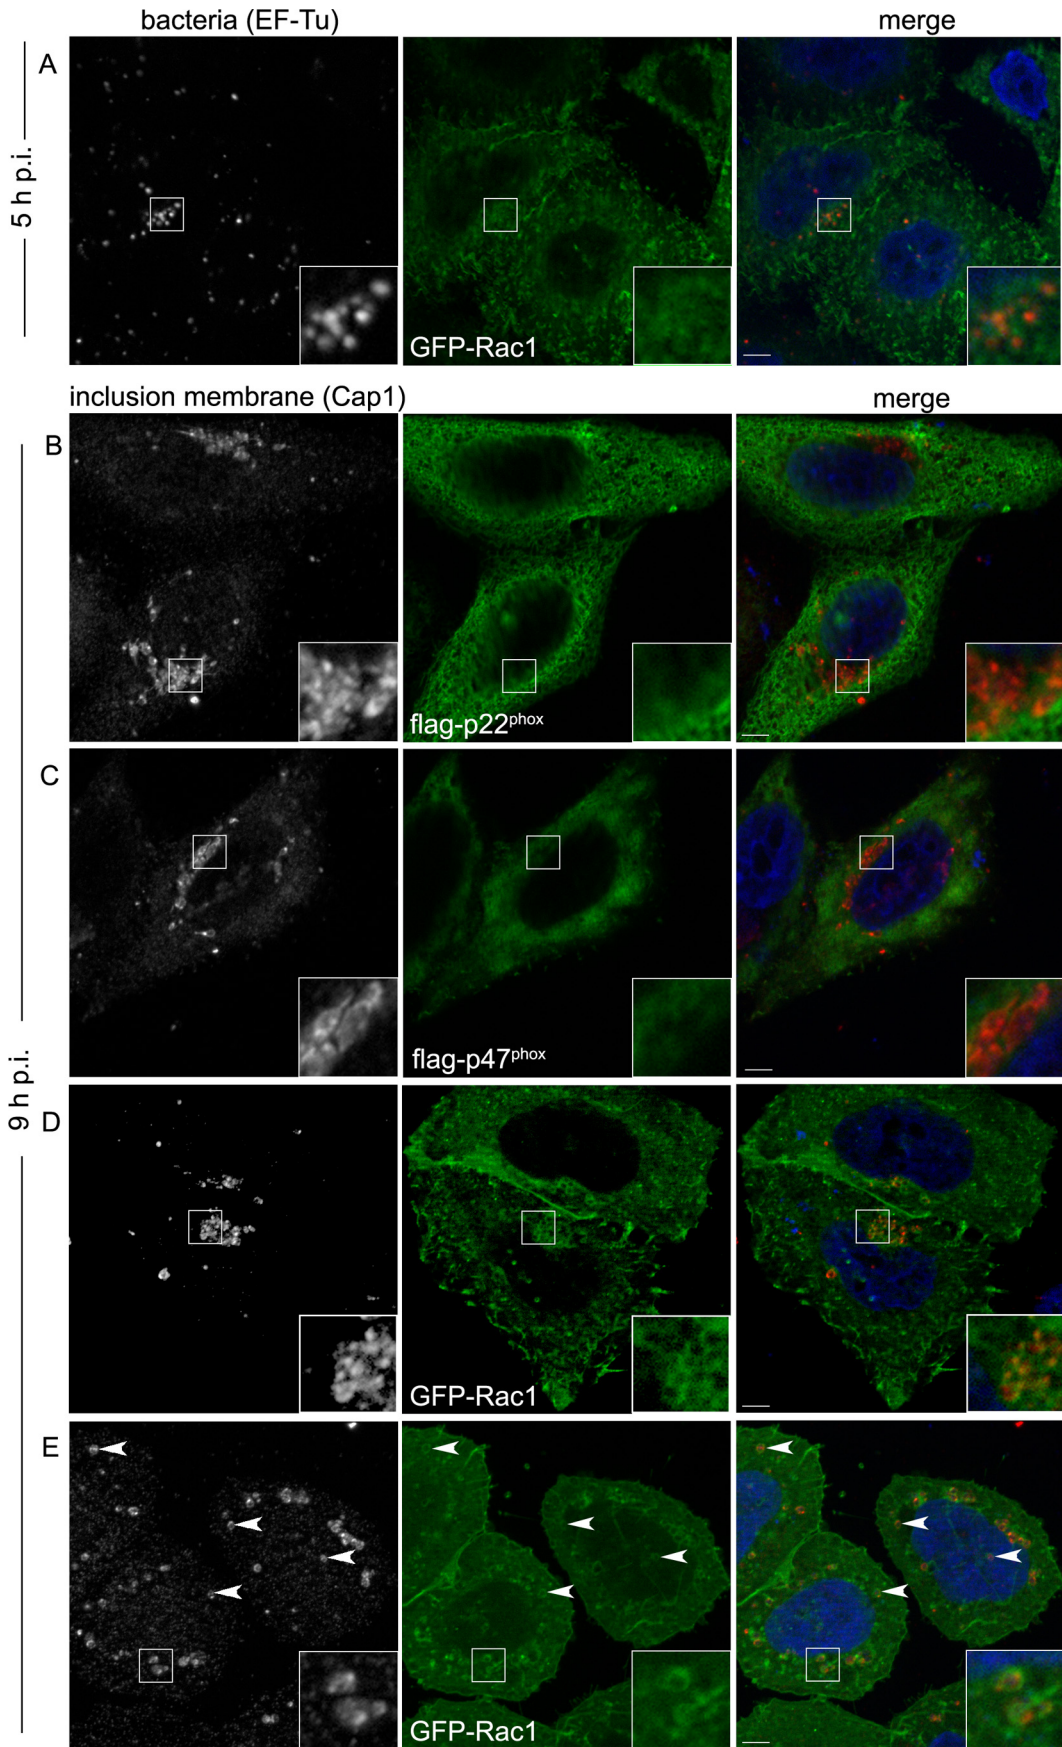 bacteria (EF-Tu)
merge
5 h p.i.
A
GFP-Rac1
inclusion membrane (Cap1)
merge
9 h p.i.
B
flag-p22phox
C
flag-p47phox
D
GFP-Rac1
E
GFP-Rac1